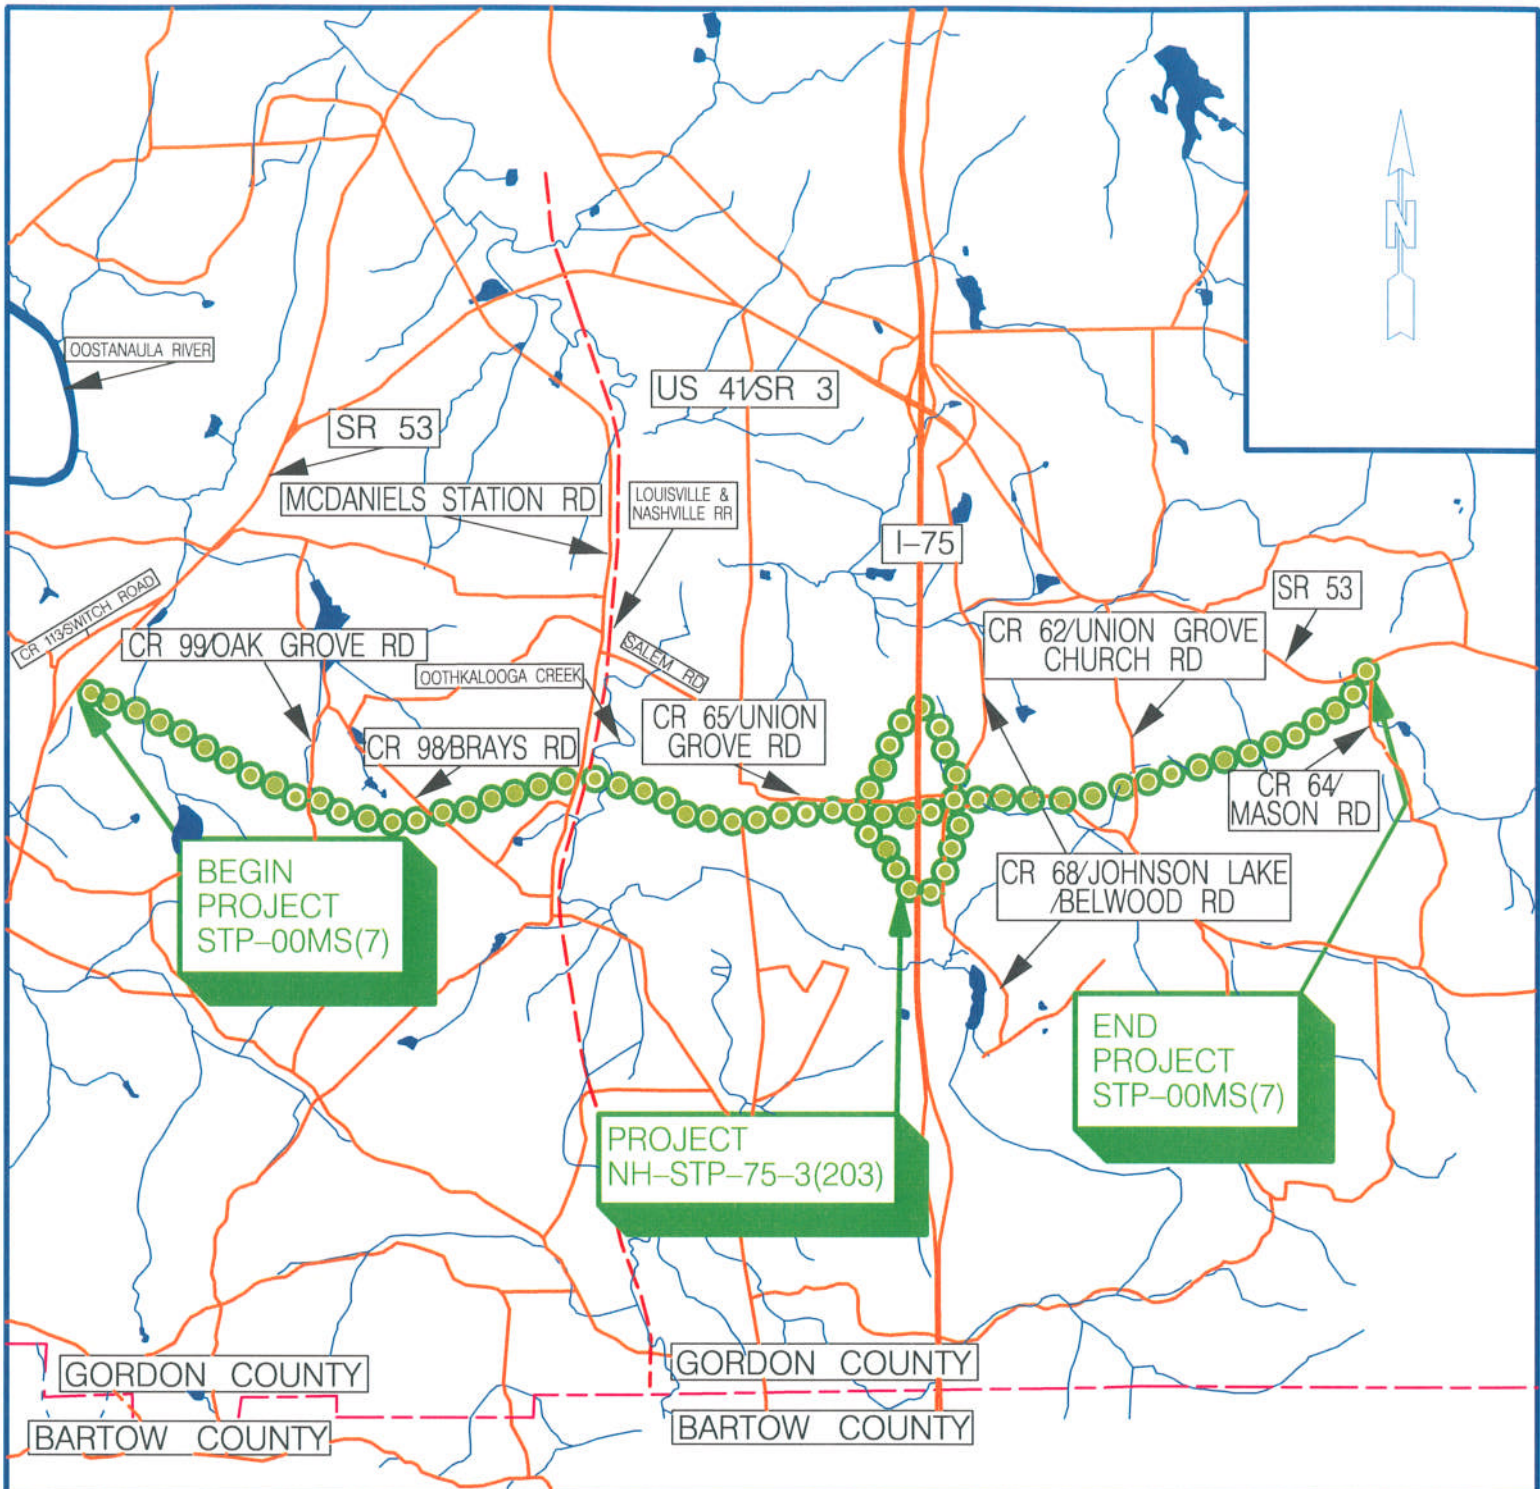 N
OOSTANAULA RIVER
US 41/SR 3
SR 53
MCDANIELS STATION RD
LOUISVILLE &
NASHVILLE RR
I-75
CR 113/SWITCH ROAD
SR 53
CR 99/OAK GROVE RD
CR 62/UNION GROVE
CHURCH RD
SALEM RD
OOTHKALOOGA CREEK
CR 65/UNION
GROVE RD
CR 98/BRAYS RD
CR 64/
MASON RD
BEGIN
PROJECT
STP-00MS(7)
CR 68/JOHNSON LAKE
/BELWOOD RD
END
PROJECT
STP-00MS(7)
PROJECT
NH-STP-75-3(203)
GORDON COUNTY
GORDON COUNTY
BARTOW COUNTY
BARTOW COUNTY